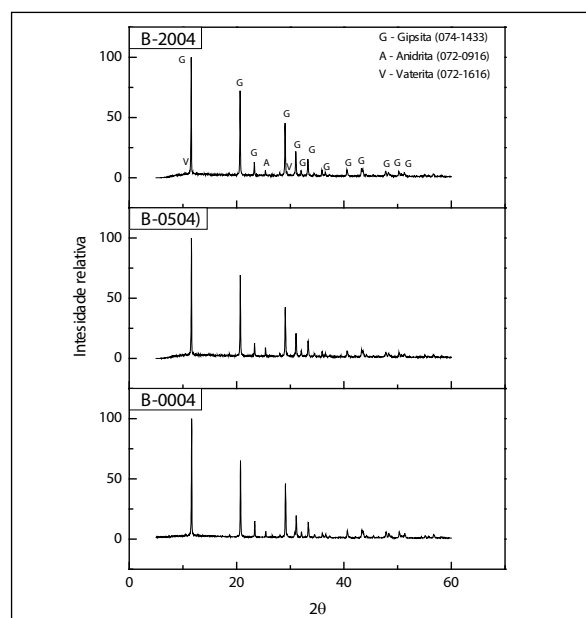 B-2004
G - Gipsita (074-1433)
A - Anidrita (072-0916)
V - Vaterita (072-1616)
100
50
0
G
V
G
G
A
G
V
G
G
G
G
G
G
G
G
G
B-0504)
100
50
0
Intesidade relativa
B-0004
100
50
0
0
20
40
60
2θ